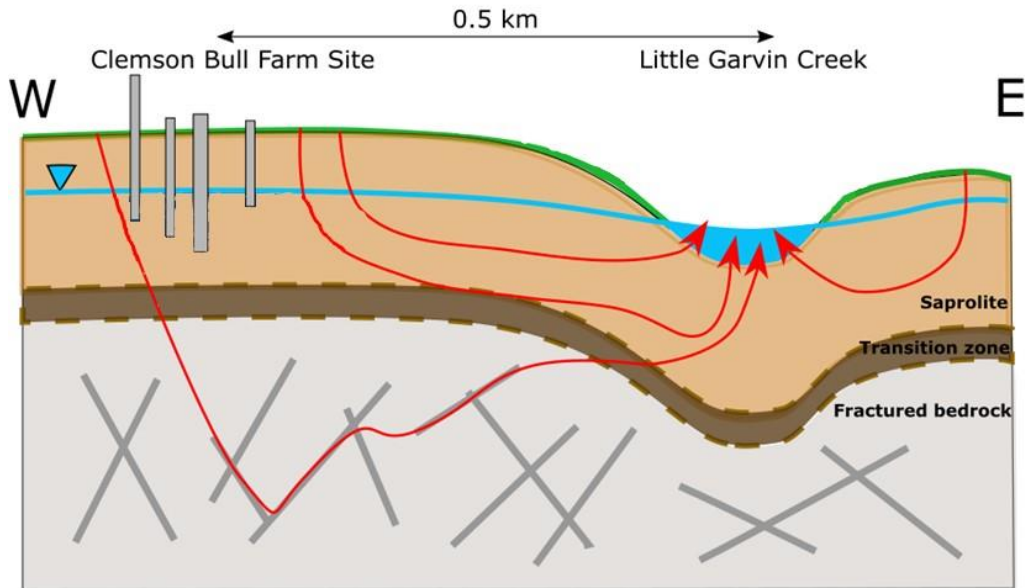 0.5 km
Clemson Bull Farm Site
Little Garvin Creek
W
E
Saprolite
Transition zone
Fractured bedrock